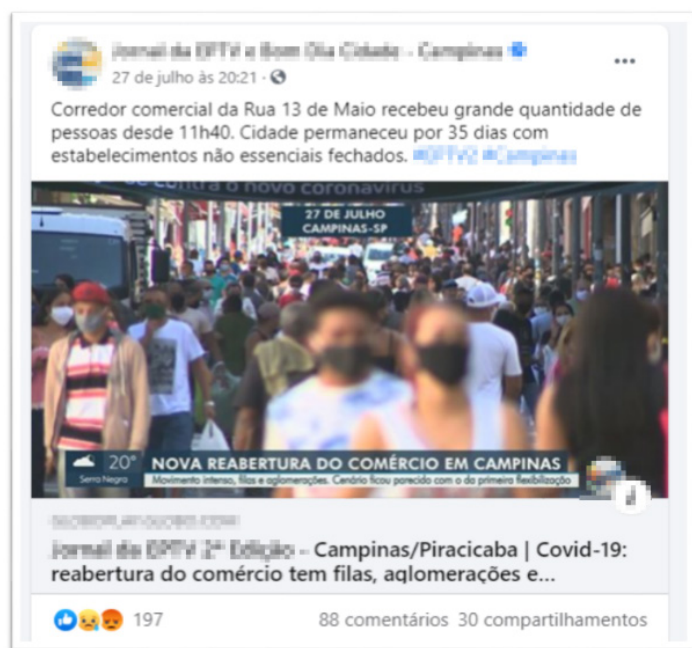 27 de julho às 20:21 ·
Corredor comercial da Rua 13 de Maio recebeu grande quantidade de
pessoas desde 11h40. Cidade permaneceu por 35 dias com
estabelecimentos não essenciais fechados.
contra o novo coronavírus
27 DE JULHO
CAMPINAS-SP
20°
Serra Negra
NOVA REABERTURA DO COMÉRCIO EM CAMPINAS
Movimento intenso, filas e aglomerações. Cenário ficou parecido com o da primeira flexibilização
i
- Campinas/Piracicaba | Covid-19:
reabertura do comércio tem filas, aglomerações e...
197
88 comentários 30 compartilhamentos